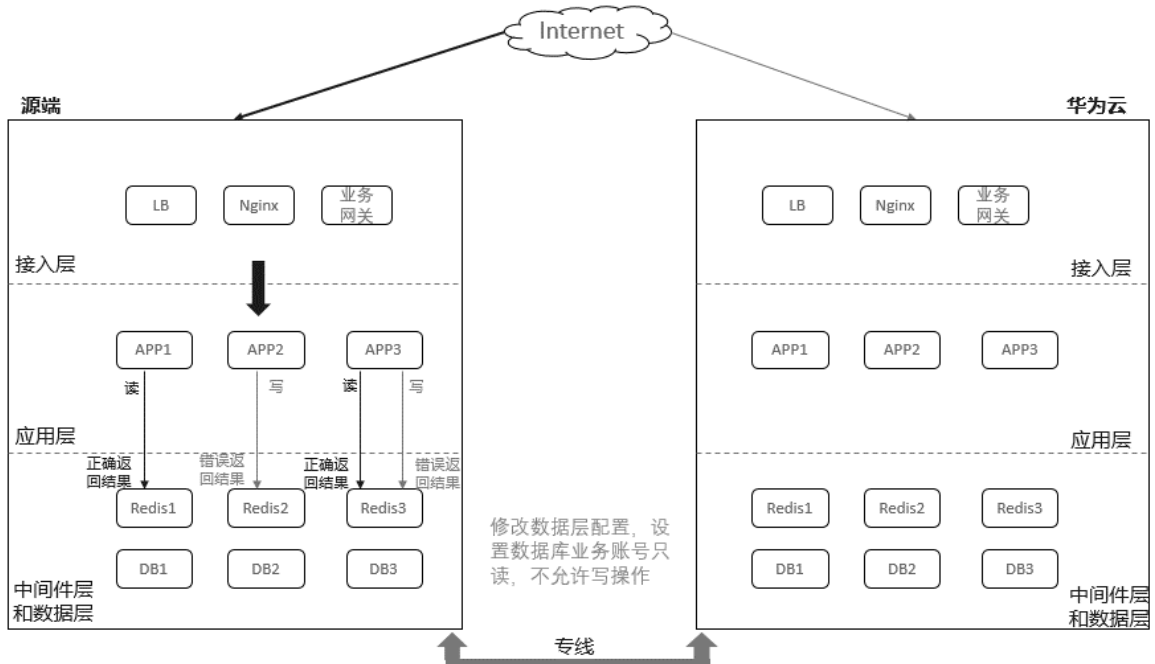 Internet
源端
华为云
LB
Nginx
业务
网关
LB
Nginx
业务
网关
接入层
接入层
APP1
APP2
APP3
APP1
APP2
APP3
读
写
读
写
应用层
应用层
正确返
回结果
错误返
回结果
正确返
回结果
错误返
回结果
Redis1
Redis2
Redis3
Redis1
Redis2
Redis3
修改数据层配置，设
置数据库业务账号只
读，不允许写操作
DB1
DB2
DB3
DB1
DB2
DB3
中间件层
和数据层
中间件层
和数据层
专线